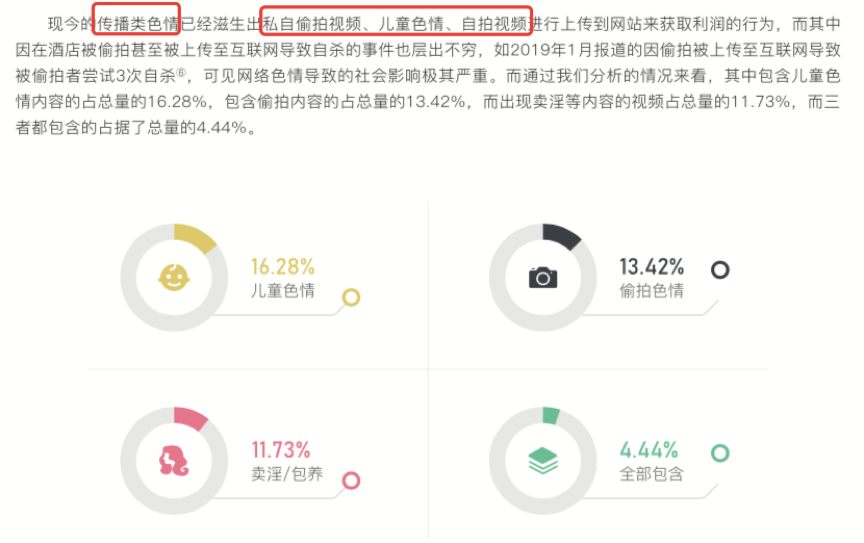 现今的传播类色情已经滋生出私自偷拍视频、儿童色情、自拍视频进行上传到网站来获取利润的行为，而其中
因在酒店被偷拍甚至被上传至互联网导致自杀的事件也层出不穷，如2019年1月报道的因偷拍被上传至互联网导致
被偷拍者尝试3次自杀⑥，可见网络色情导致的社会影响极其严重。而通过我们分析的情况来看，其中包含儿童色
情内容的占总量的16.28%，包含偷拍内容的占总量的13.42%，而出现卖淫等内容的视频占总量的11.73%，而三
者都包含的占据了总量的4.44%。
16.28%
儿童色情
13.42%
偷拍色情
11.73%
卖淫/包养
4.44%
全部包含